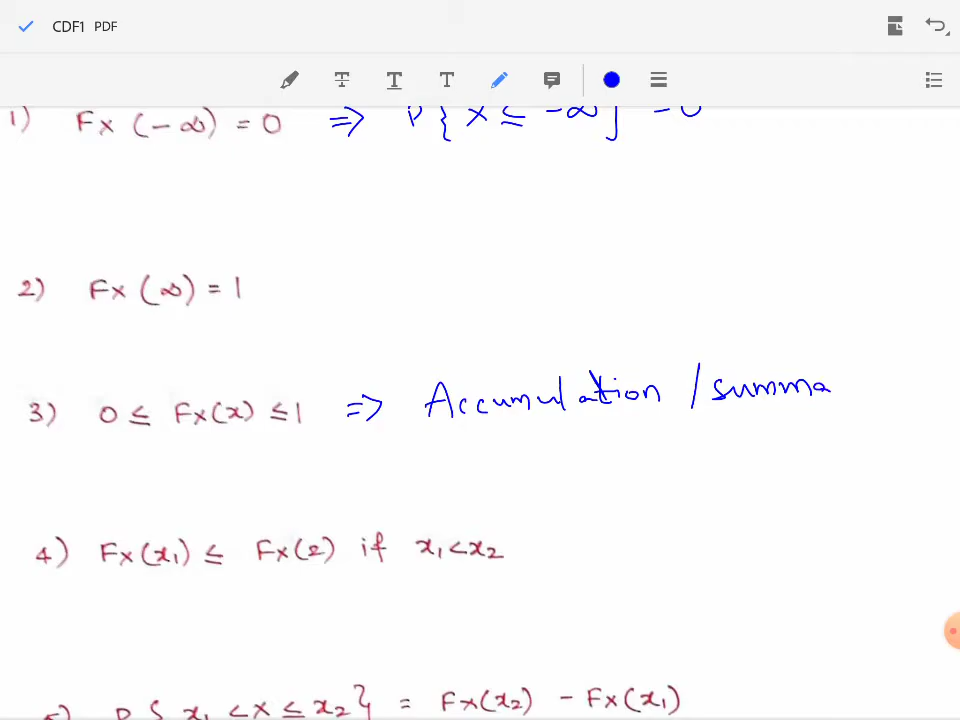 CDF1 PDF
1) Fx (-∞) = 0 => P{X ≤ -∞} = 0
2) Fx (∞) = 1
3) 0 ≤ Fx(x) ≤ 1 => Accumulation / summa
4) Fx(x1) ≤ Fx(2) if x1 < x2
5) P{x1 < X ≤ x2} = Fx(x2) - Fx(x1)